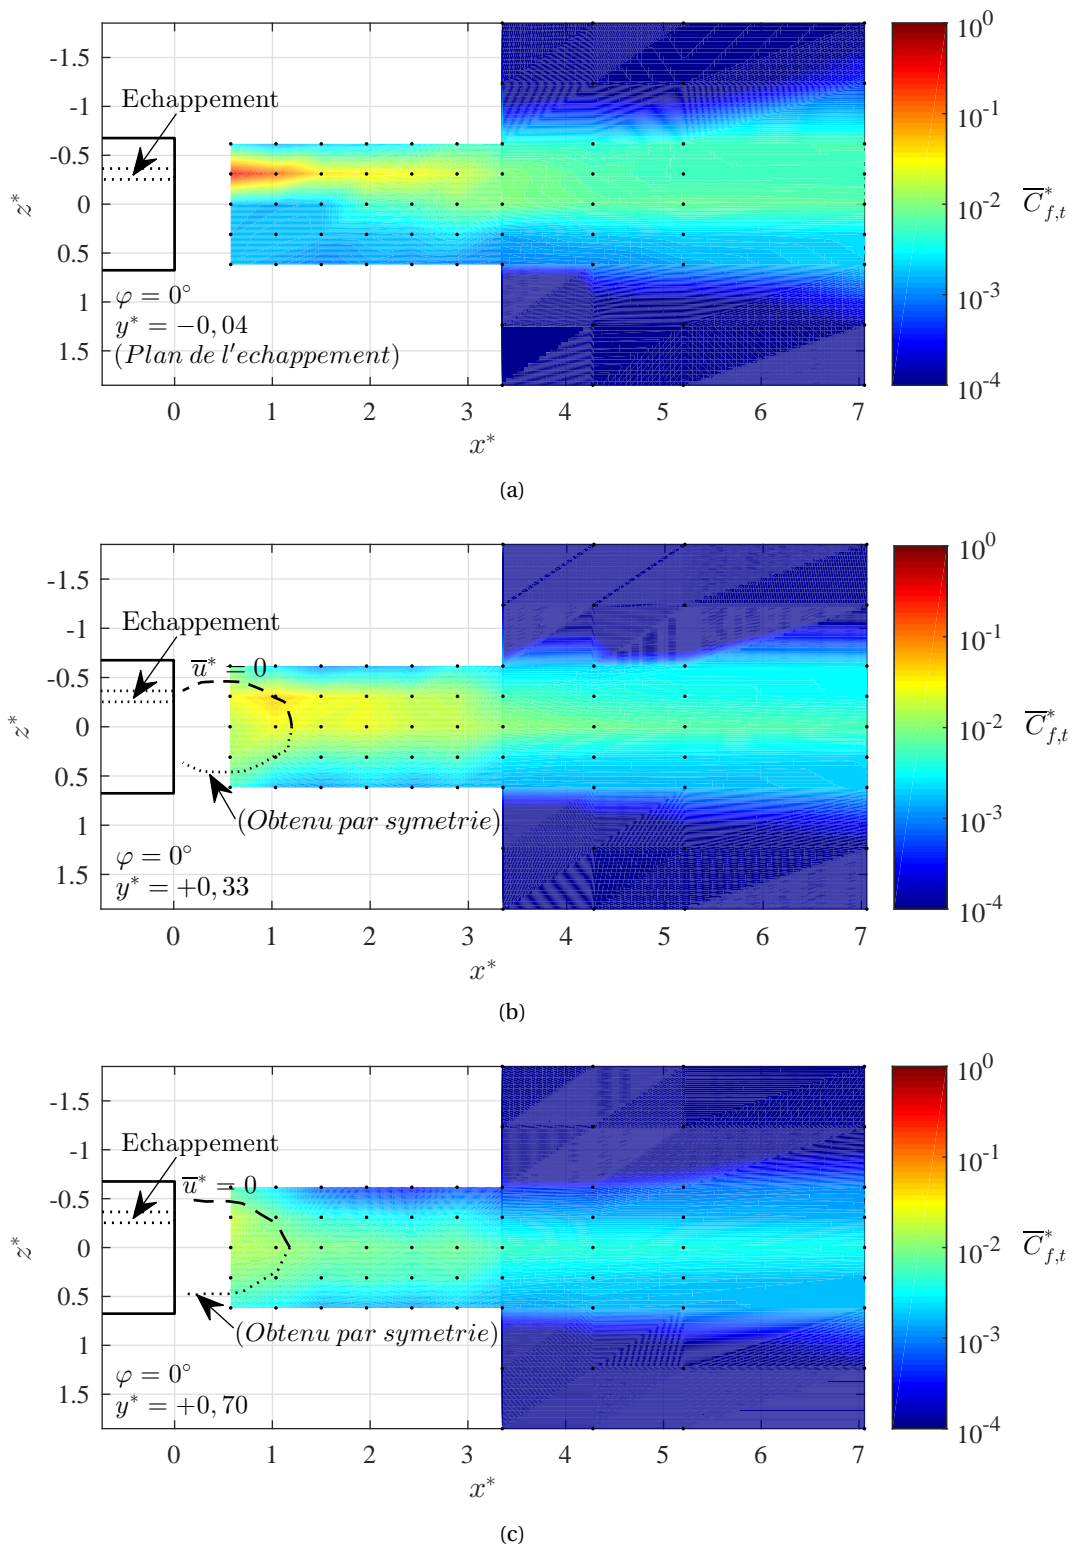 -1.5
-1
-0.5
0
0.5
1
1.5
z*
Echappement
φ = 0°
y* = −0, 04
(Plan de l'echappement)
0 1 2 3 4 5 6 7
x*
10^0
10^-1
10^-2
10^-3
10^-4
C̅*_{f,t}
(a)
-1.5
-1
-0.5
0
0.5
1
1.5
z*
Echappement
u̅* = 0
(Obtenu par symetrie)
φ = 0°
y* = +0, 33
0 1 2 3 4 5 6 7
x*
10^0
10^-1
10^-2
10^-3
10^-4
C̅*_{f,t}
(b)
-1.5
-1
-0.5
0
0.5
1
1.5
z*
Echappement
u̅* = 0
(Obtenu par symetrie)
φ = 0°
y* = +0, 70
0 1 2 3 4 5 6 7
x*
10^0
10^-1
10^-2
10^-3
10^-4
C̅*_{f,t}
(c)